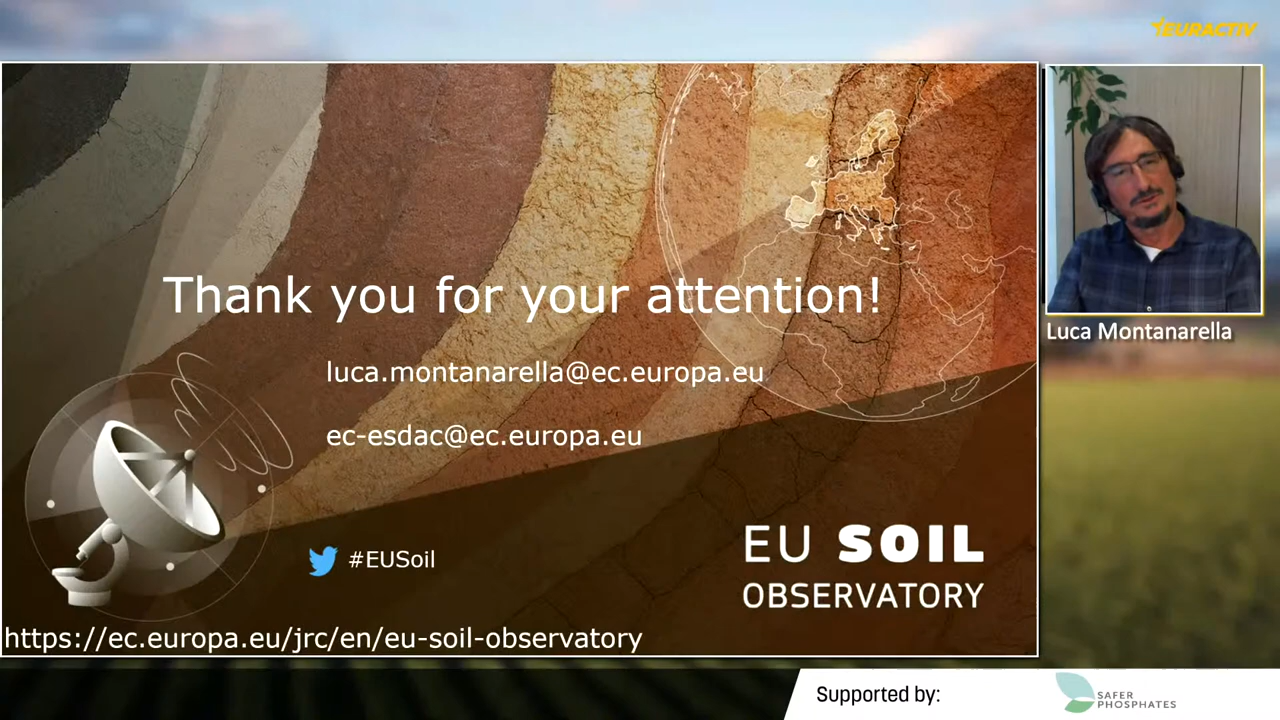 EURACTIV
Thank you for your attention!
luca.montanarella@ec.europa.eu
ec-esdac@ec.europa.eu
#EUSoil
EU SOIL
OBSERVATORY
https://ec.europa.eu/jrc/en/eu-soil-observatory
Luca Montanarella
Supported by:
SAFER
PHOSPHATES